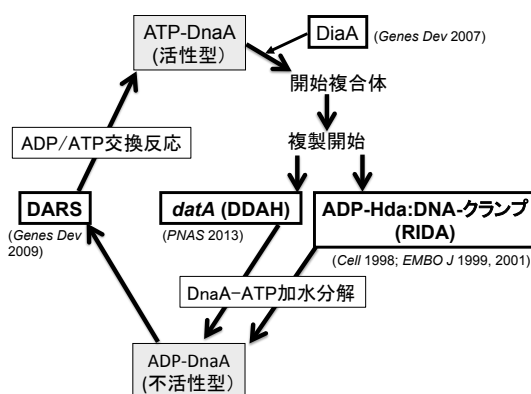 ATP-DnaA
(活性型)
DiaA
(Genes Dev 2007)
開始複合体
ADP/ATP交換反応
複製開始
DARS
(Genes Dev
2009)
datA (DDAH)
(PNAS 2013)
ADP-Hda:DNA-クランプ
(RIDA)
(Cell 1998; EMBO J 1999, 2001)
DnaA-ATP加水分解
ADP-DnaA
(不活性型)